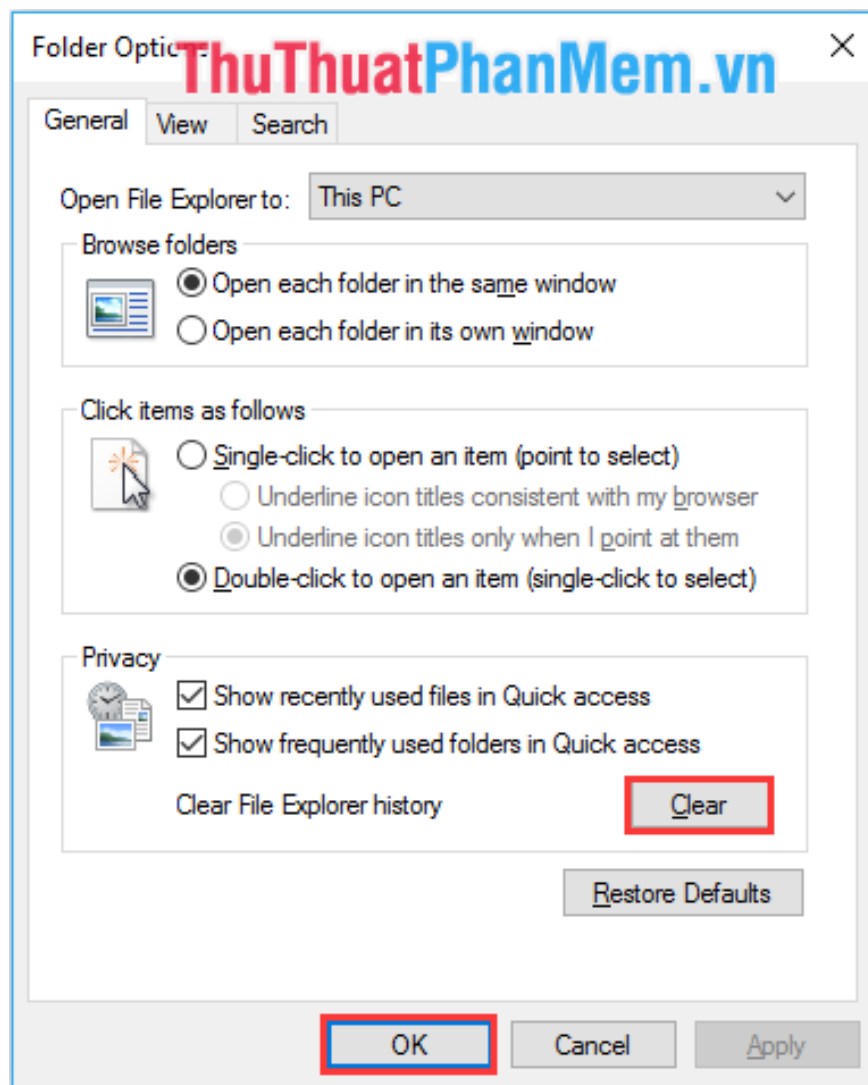 Folder Options
ThuThuatPhanMem.vn
General View Search
Open File Explorer to: This PC
Browse folders
Open each folder in the same window
Open each folder in its own window
Click items as follows
Single-click to open an item (point to select)
Underline icon titles consistent with my browser
Underline icon titles only when I point at them
Double-click to open an item (single-click to select)
Privacy
Show recently used files in Quick access
Show frequently used folders in Quick access
Clear File Explorer history Clear
Restore Defaults
OK Cancel Apply